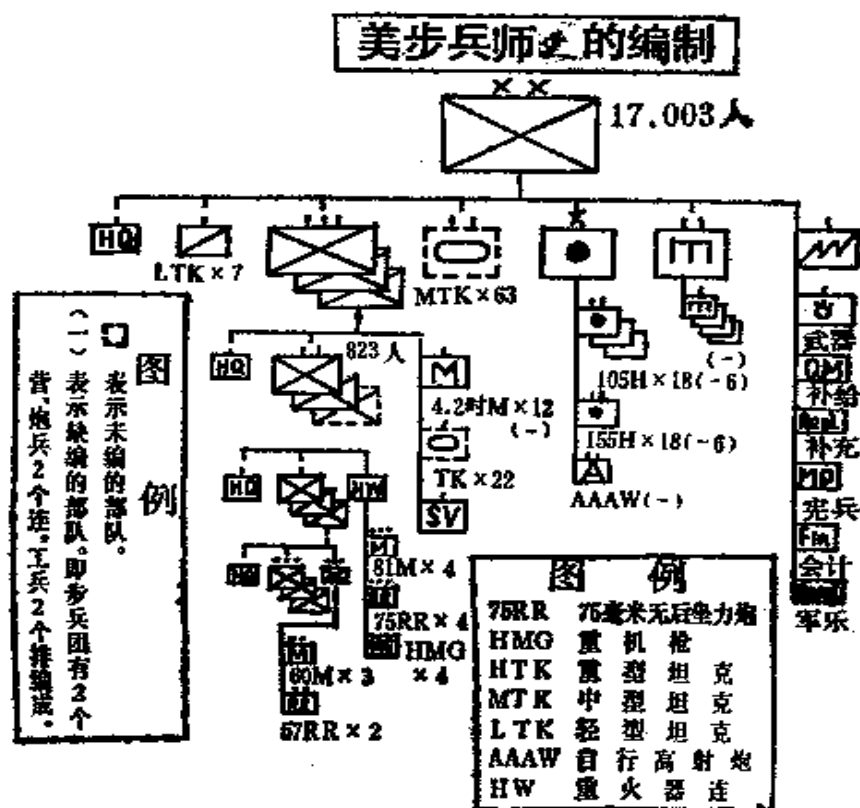 美步兵师 的编制
17.003人
HQ
LTK×7
MTK×63
823人
HQ
M
4.2吋M×12
(-)
TK×22
SV
HQ
HW
M
81M×4
75RR×4
HMG
×4
M
60M×3
57RR×2
105H×18(-6)
(-)
155H×18(-6)
AAAW(-)
武器
QM
补给
Repl
补充
MP
宪兵
Fin
会计
军乐
图 例
表示未编的部队。
(一)表示缺编的部队。即步兵团有2个
营、炮兵2个连、工兵2个排编成。
图 例
75RR 75毫米无后坐力炮
HMG 重机枪
HTK 重型坦克
MTK 中型坦克
LTK 轻型坦克
AAAW 自行高射炮
HW 重火器连